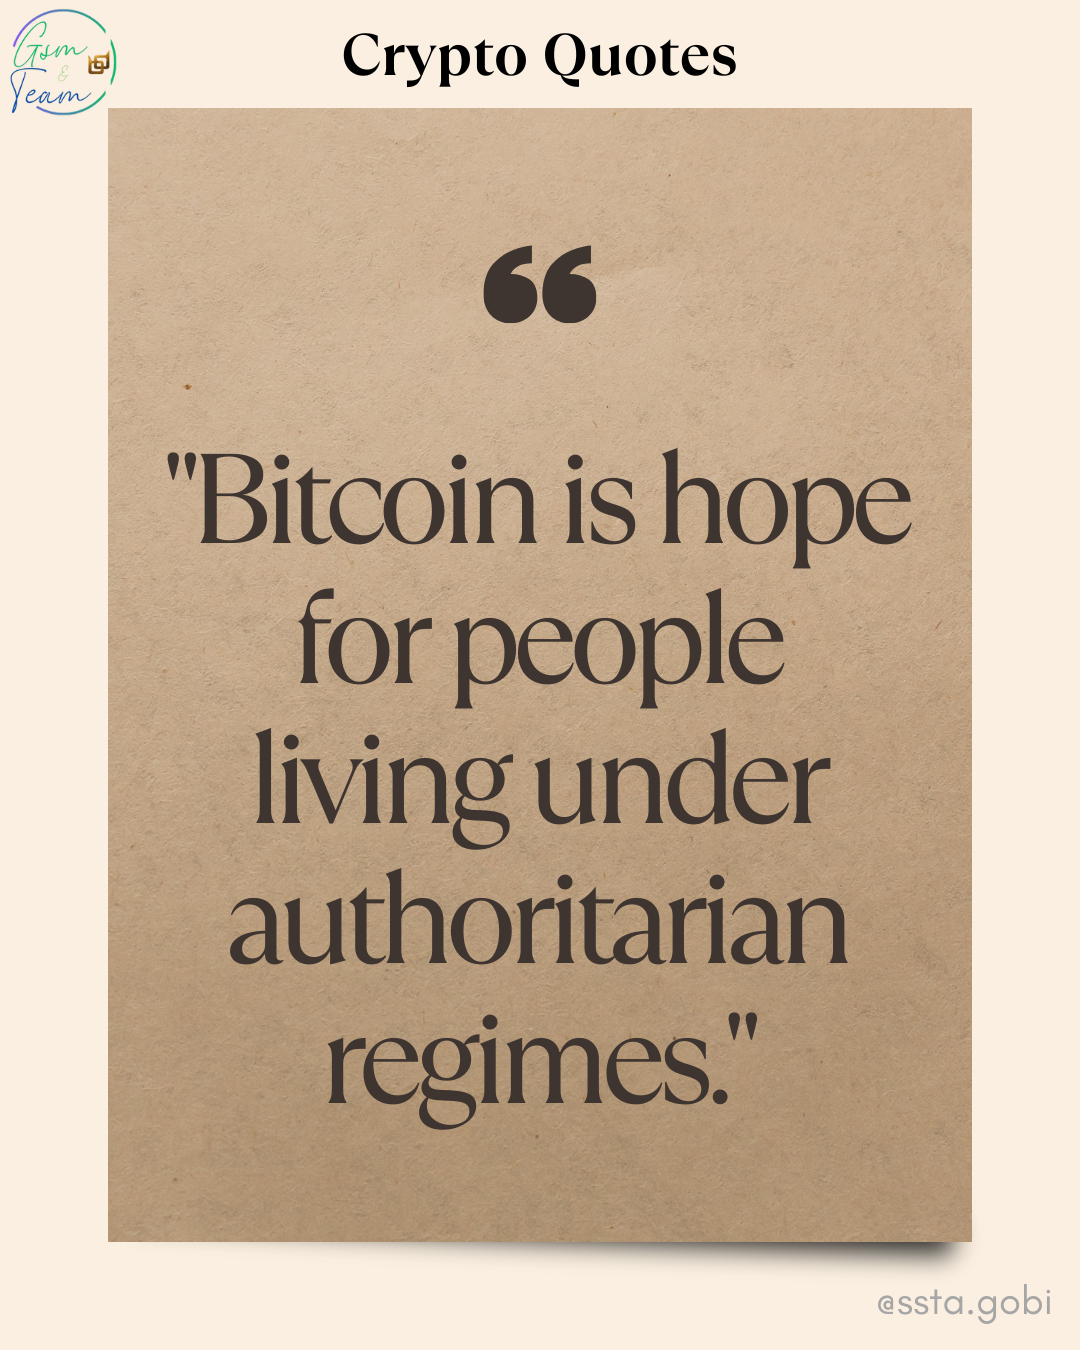 Gsm
&
Team
Crypto Quotes
“
"Bitcoin is hope
for people
living under
authoritarian
regimes."
@ssta.gobi